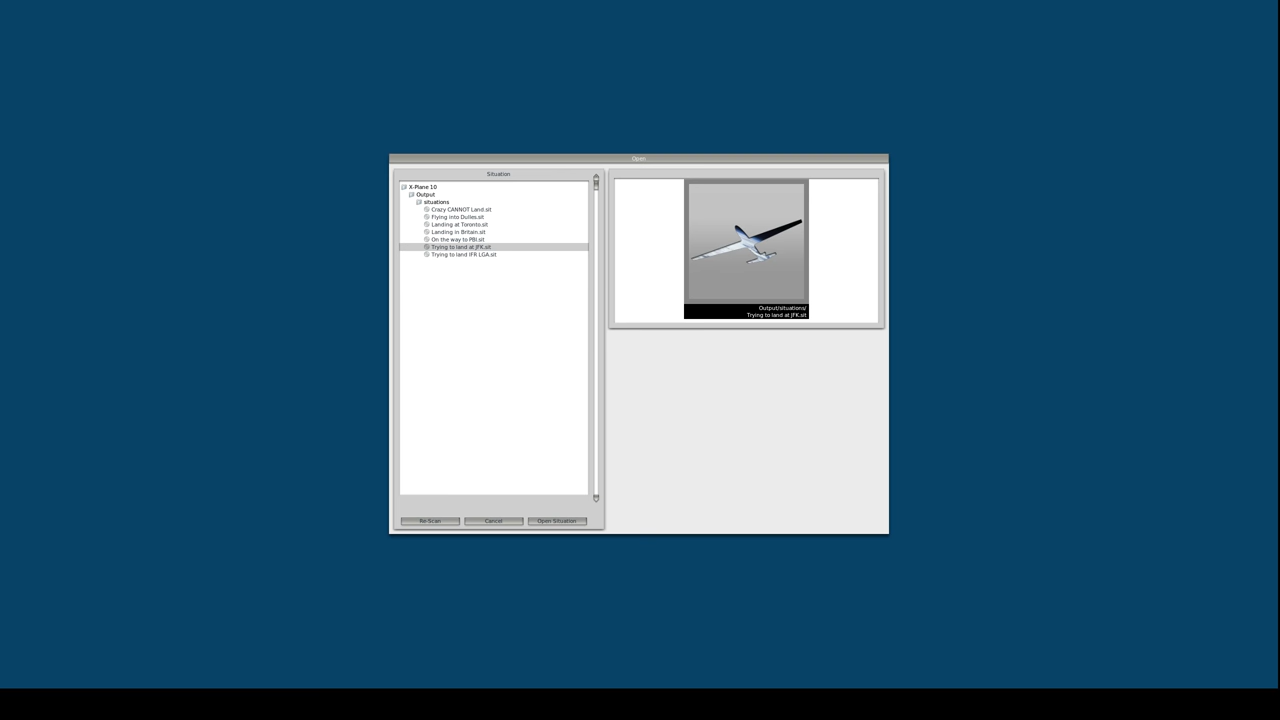 Open
Situation
X-Plane 10
Output
situations
Crazy CANNOT Land.sit
Flying into Dulles.sit
Landing at Toronto.sit
Landing in Britain.sit
On the way to PBI.sit
Trying to land at JFK.sit
Trying to land IFR LGA.sit
Re-Scan
Cancel
Open Situation
Output/situations/
Trying to land at JFK.sit